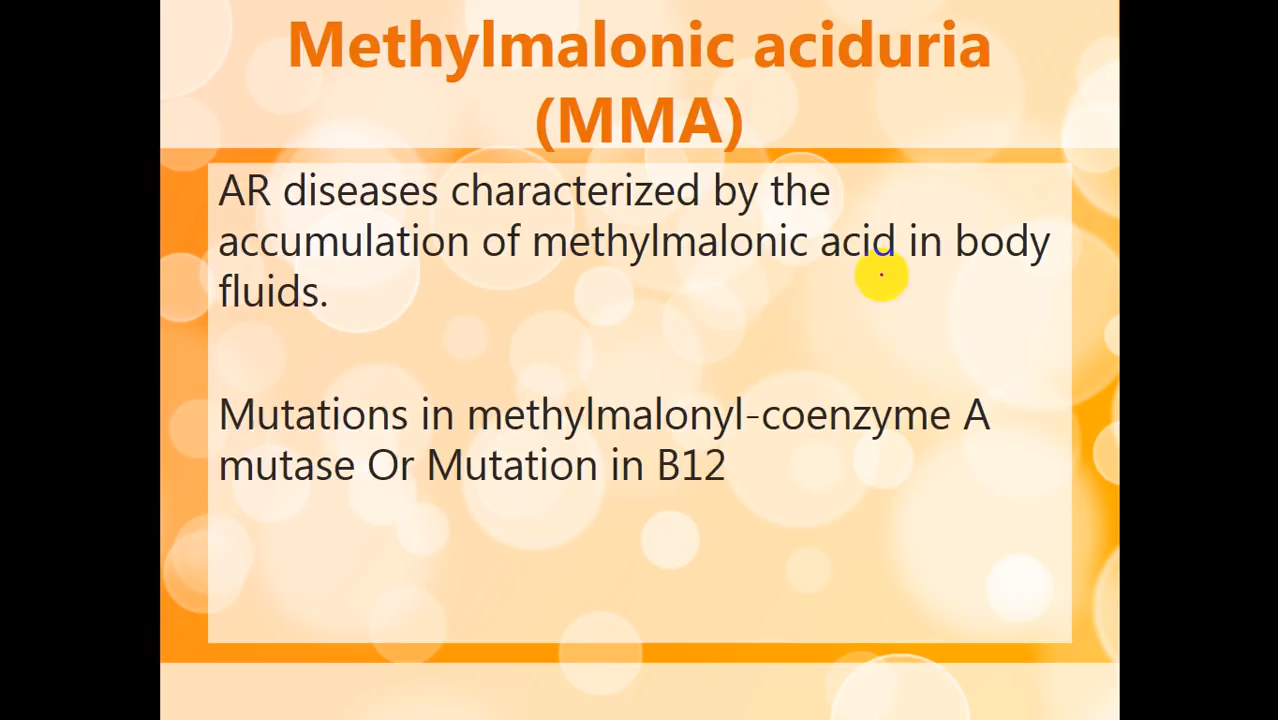 Methylmalonic aciduria
(MMA)
AR diseases characterized by the
accumulation of methylmalonic acid in body
fluids.
Mutations in methylmalonyl-coenzyme A
mutase Or Mutation in B12